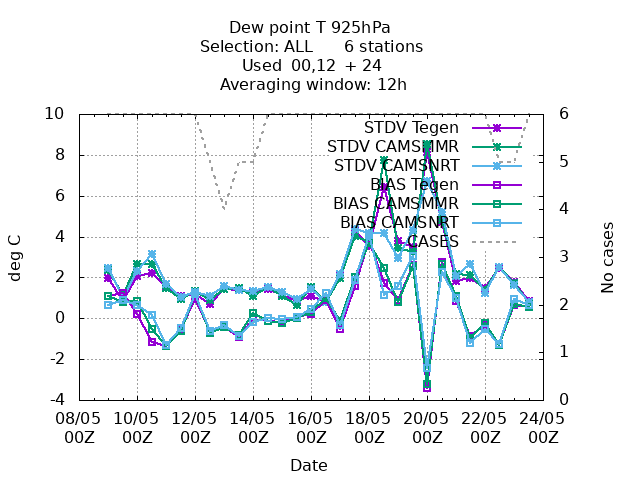 Dew point T 925hPa
Selection: ALL 6 stations
Used 00,12 + 24
Averaging window: 12h
STDV Tegen
STDV CAMSMMR
STDV CAMSNRT
BIAS Tegen
BIAS CAMSMMR
BIAS CAMSNRT
CASES
deg C
10
8
6
4
2
0
-2
-4
No cases
6
5
4
3
2
1
0
08/05 10/05 12/05 14/05 16/05 18/05 20/05 22/05 24/05
00Z 00Z 00Z 00Z 00Z 00Z 00Z 00Z 00Z
Date